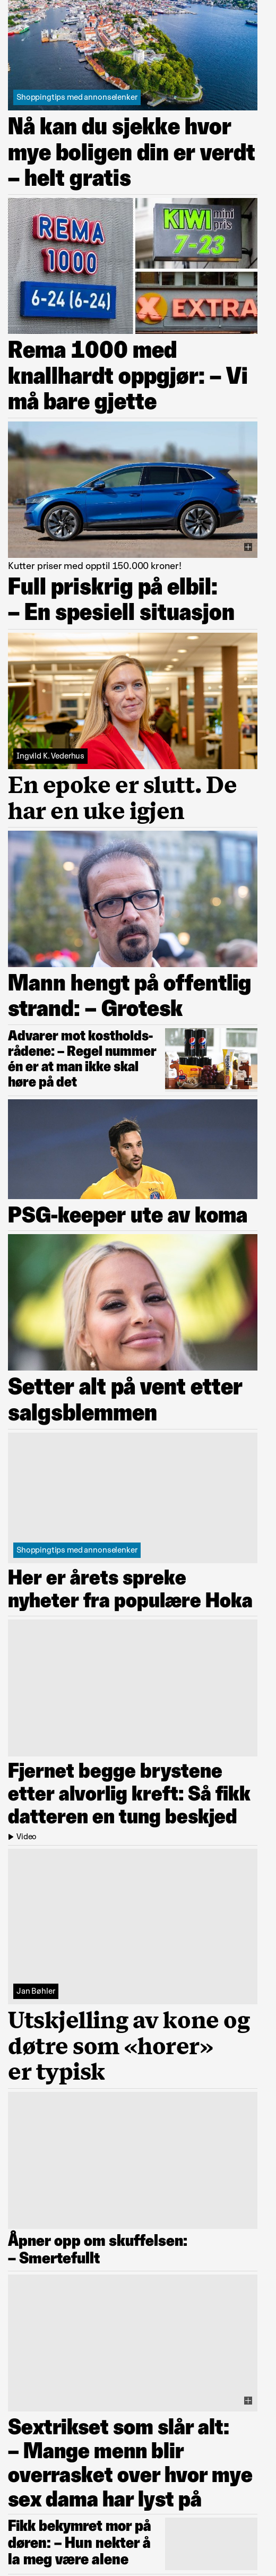 Shoppingtips med annonselenker
Nå kan du sjekke hvor
mye boligen din er verdt
– helt gratis
REMA
1000
6-24 (6-24)
KIWI mini
pris
7-23
X EXTRA
Rema 1000 med
knallhardt oppgjør: – Vi
må bare gjette
Kutter priser med opptil 150.000 kroner!
Full priskrig på elbil:
– En spesiell situasjon
Ingvild K. Vederhus
En epoke er slutt. De
har en uke igjen
Mann hengt på offentlig
strand: – Grotesk
Advarer mot kostholds-
rådene: – Regel nummer
én er at man ikke skal
høre på det
PSG-keeper ute av koma
Setter alt på vent etter
salgsblemmen
Shoppingtips med annonselenker
Her er årets spreke
nyheter fra populære Hoka
Fjernet begge brystene
etter alvorlig kreft: Så fikk
datteren en tung beskjed
Video
Jan Bøhler
Utskjelling av kone og
døtre som «horer»
er typisk
Åpner opp om skuffelsen:
– Smertefullt
Sextrikset som slår alt:
– Mange menn blir
overrasket over hvor mye
sex dama har lyst på
Fikk bekymret mor på
døren: – Hun nekter å
la meg være alene